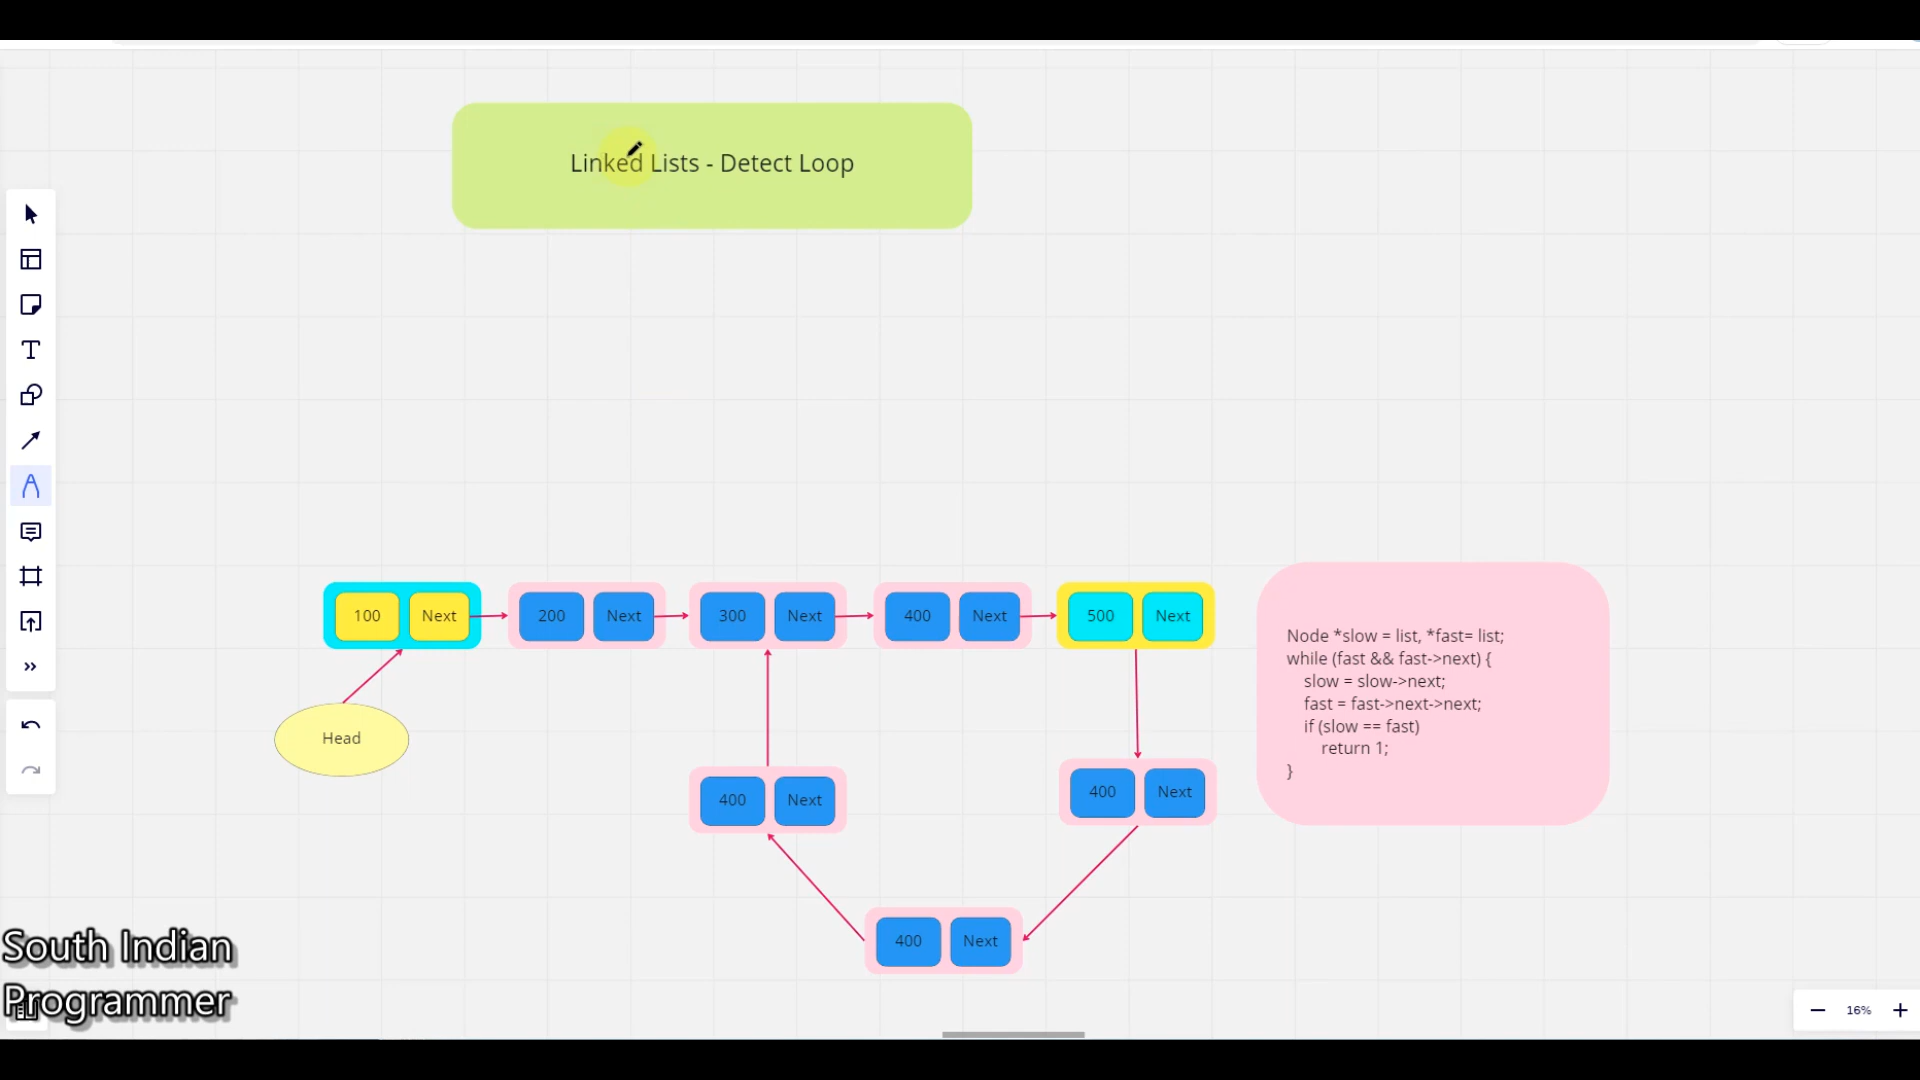 Linked Lists - Detect Loop
100 Next 200 Next 300 Next 400 Next 500 Next
Node *slow = list, *fast= list;
while (fast && fast->next) {
slow = slow->next;
fast = fast->next->next;
if (slow == fast)
return 1;
}
Head
400 Next
400 Next
400 Next
South Indian
Programmer
16%